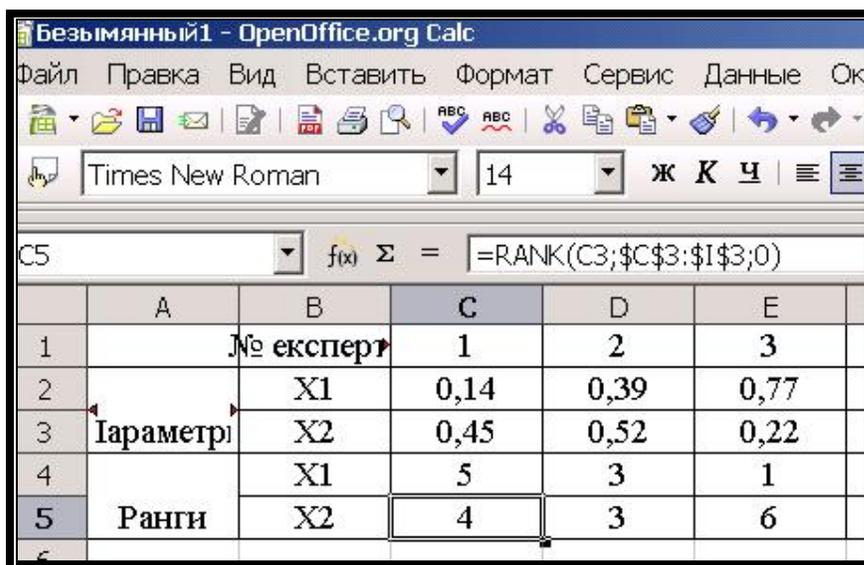 Безымянный1 - OpenOffice.org Calc
Файл Правка Вид Вставить Формат Сервис Данные
Times New Roman 14 Ж К Ч
C5 f(x) Σ = =RANK(C3;$C$3:$I$3;0)
A B C D E
1 № експерт 1 2 3
2 X1 0,14 0,39 0,77
3 Іараметрі X2 0,45 0,52 0,22
4 X1 5 3 1
5 Ранги X2 4 3 6